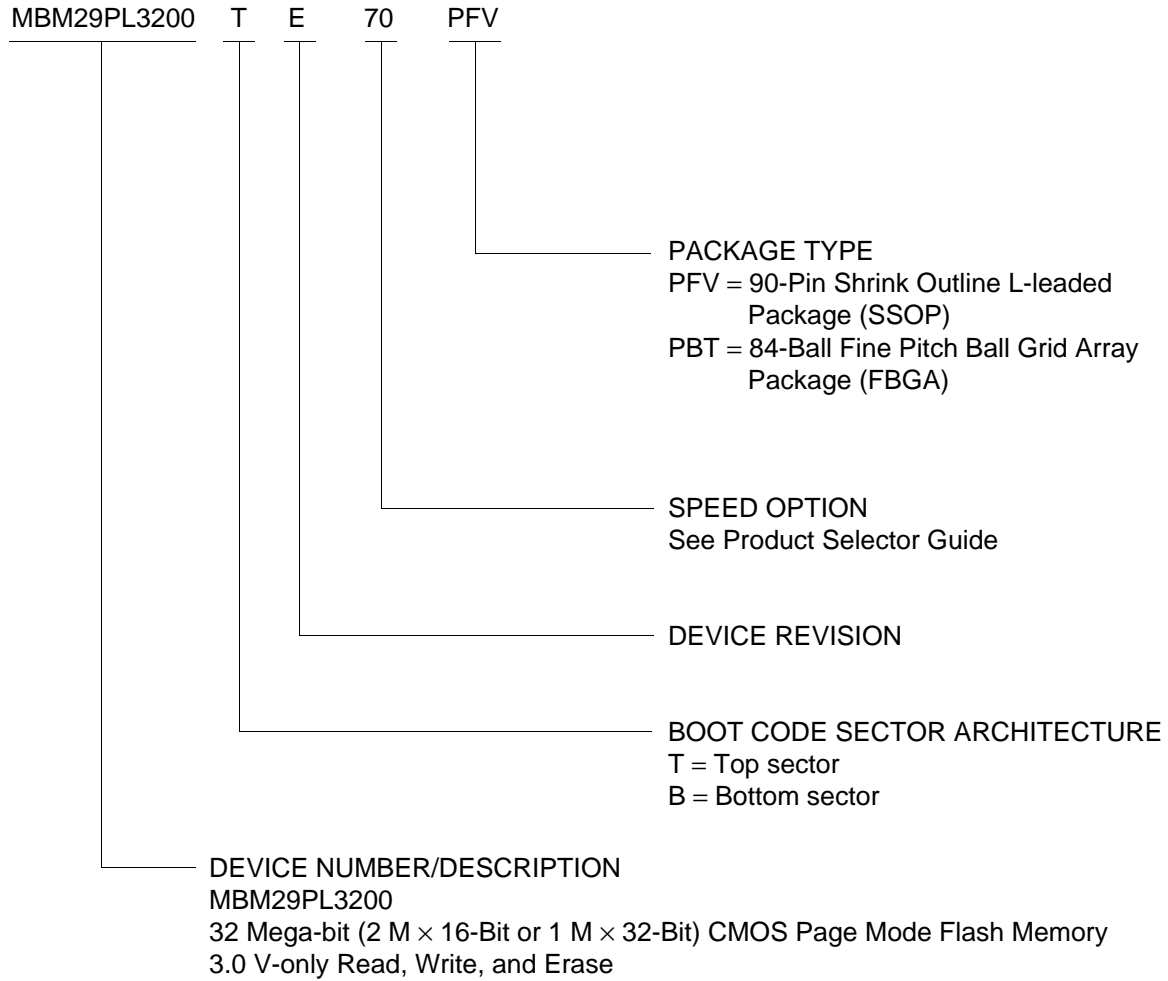 MBM29PL3200 T E 70 PFV
PACKAGE TYPE
PFV = 90-Pin Shrink Outline L-leaded
Package (SSOP)
PBT = 84-Ball Fine Pitch Ball Grid Array
Package (FBGA)
SPEED OPTION
See Product Selector Guide
DEVICE REVISION
BOOT CODE SECTOR ARCHITECTURE
T = Top sector
B = Bottom sector
DEVICE NUMBER/DESCRIPTION
MBM29PL3200
32 Mega-bit (2 M × 16-Bit or 1 M × 32-Bit) CMOS Page Mode Flash Memory
3.0 V-only Read, Write, and Erase